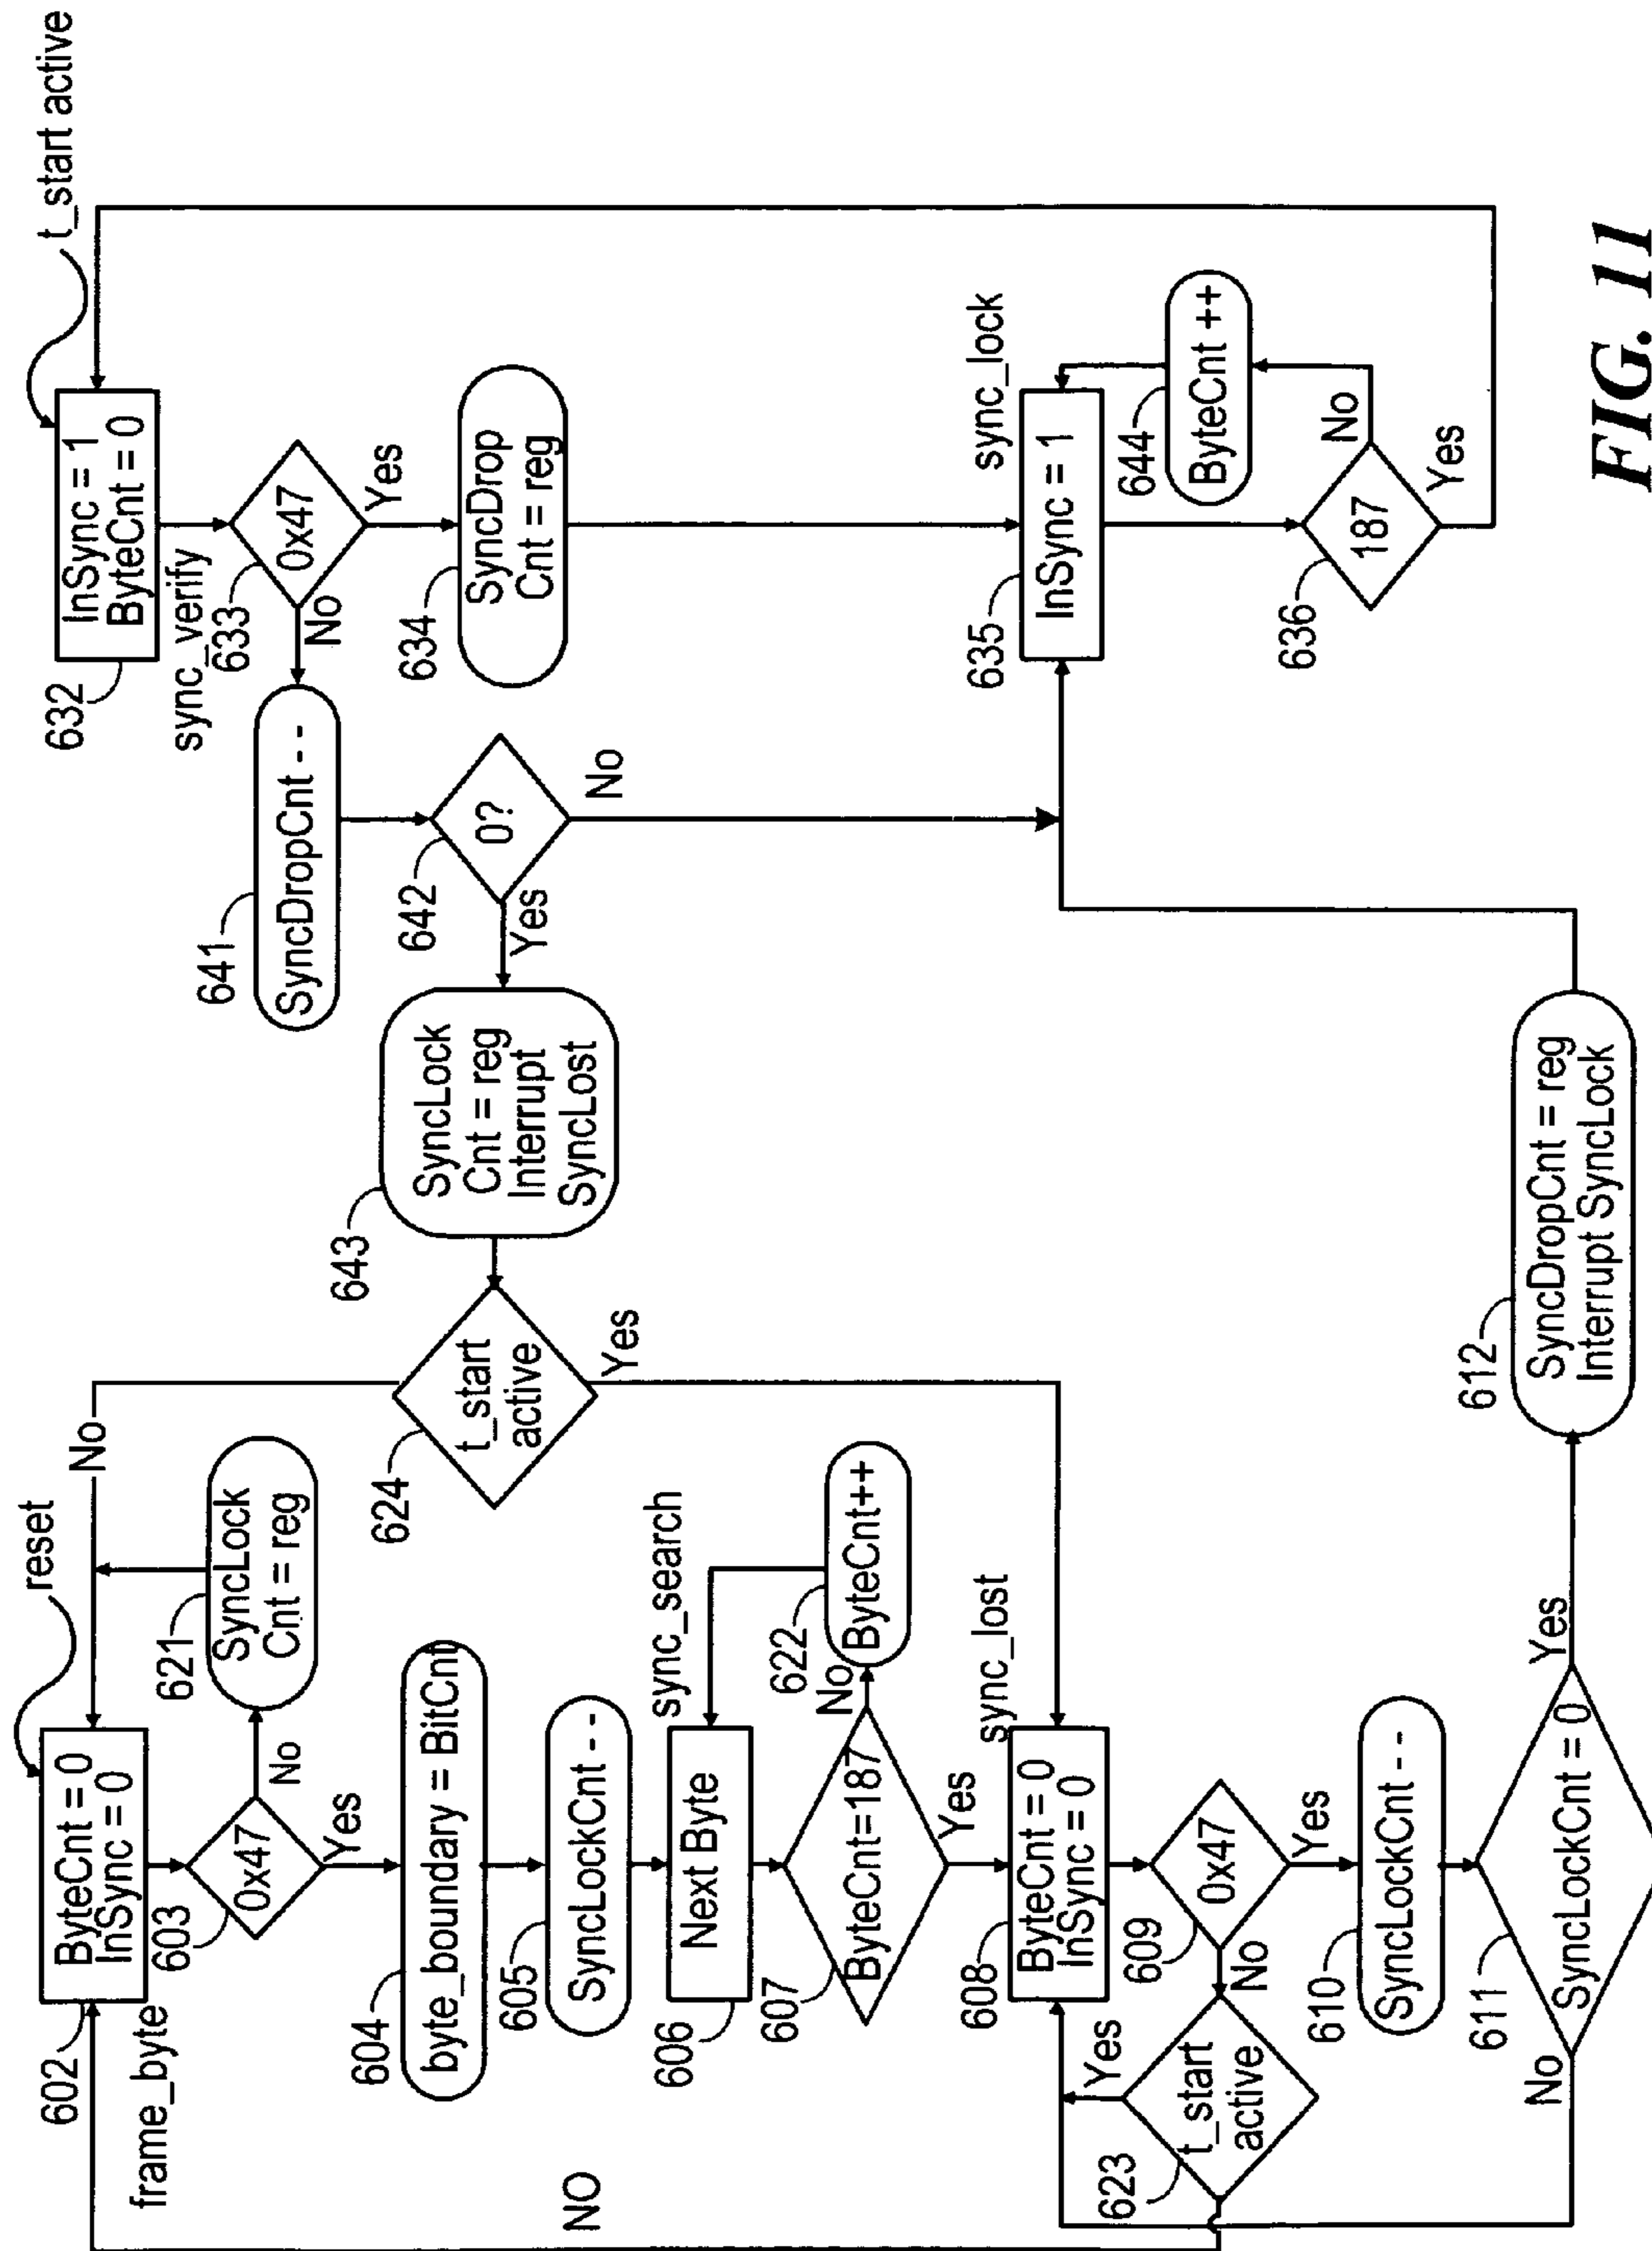 reset
602
ByteCnt = 0
InSync = 0
frame_byte
No
603
0x47
No
621
SyncLock
Cnt = reg
Yes
604
byte_boundary = BitCnt
605
SyncLockCnt - -
sync_search
606
Next Byte
607
ByteCnt=187
No
622
ByteCnt++
Yes
sync_lost
608
ByteCnt = 0
InSync = 0
609
0x47
No
Yes
623
t_start
active
Yes
NO
610
SyncLockCnt - -
611
SyncLockCnt = 0
No
Yes
612
SyncDropCnt = reg
Interrupt SyncLock
624
t_start
active
Yes
643
SyncLock
Cnt = reg
Interrupt
SyncLost
641
SyncDropCnt - -
642
0?
Yes
No
t_start active
632
InSync = 1
ByteCnt = 0
sync_verify
633
0x47
No
Yes
634
SyncDrop
Cnt = reg
sync_lock
635
InSync = 1
636
187
No
Yes
644
ByteCnt ++
FIG. 11